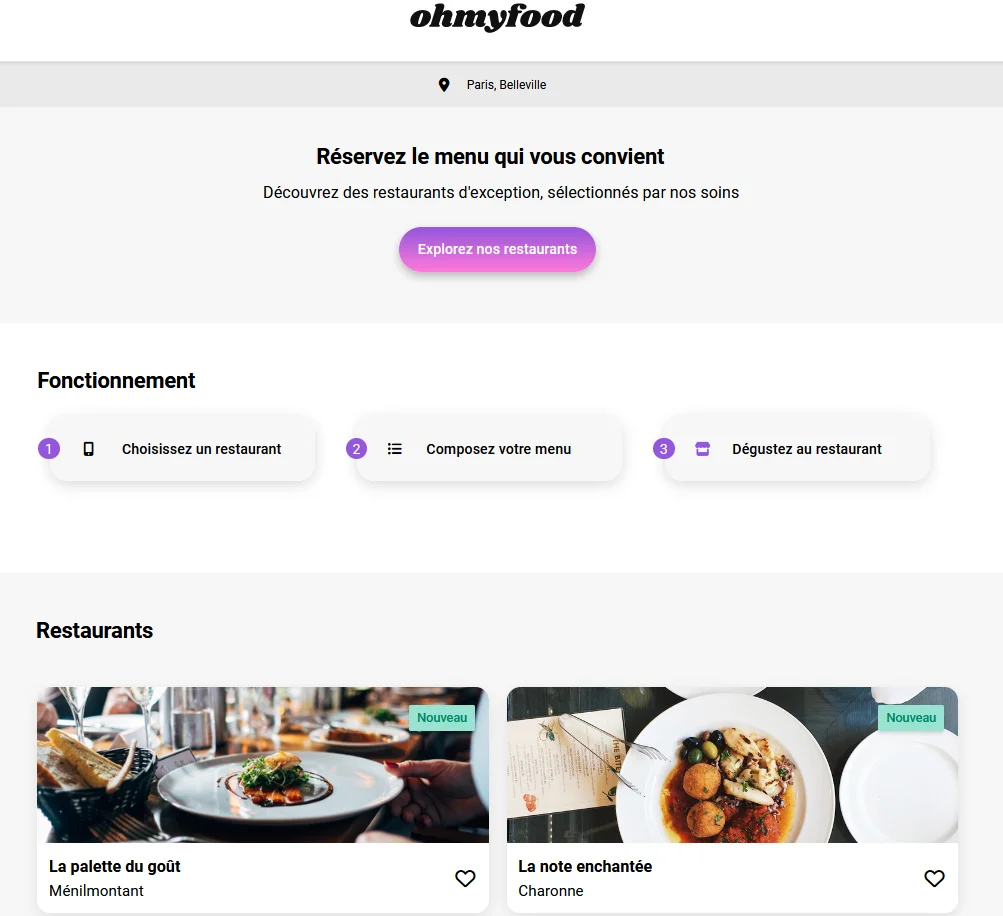 ohmyfood
Paris, Belleville
Réservez le menu qui vous convient
Découvrez des restaurants d'exception, sélectionnés par nos soins
Explorez nos restaurants
Fonctionnement
1 Choisissez un restaurant
2 Composez votre menu
3 Dégustez au restaurant
Restaurants
Nouveau
Nouveau
La palette du goût
Ménilmontant
La note enchantée
Charonne